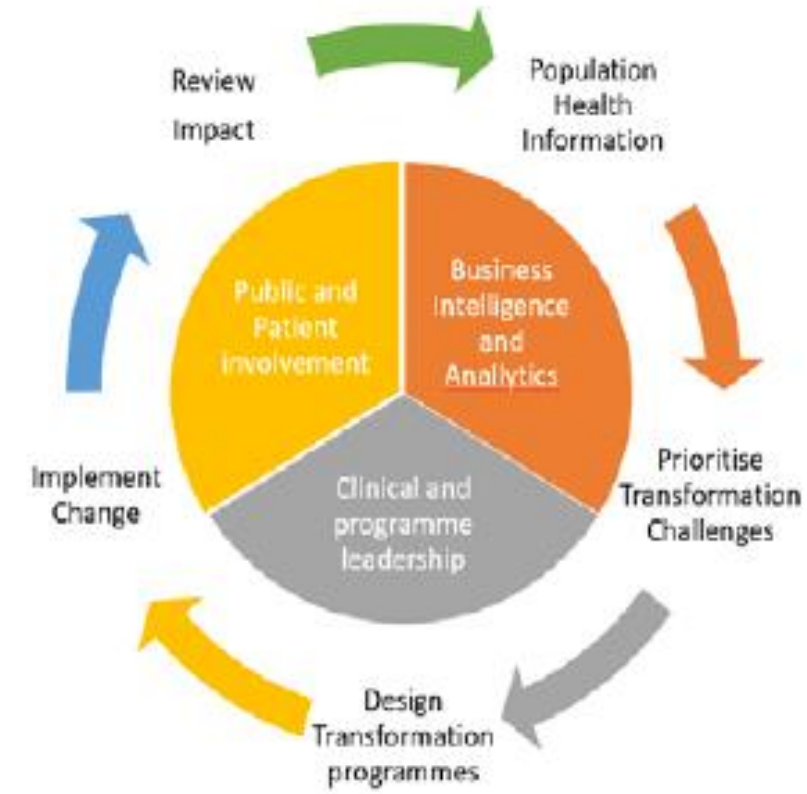 Review
Impact
Population
Health
Information
Public and
Patient
Involvement
Business
Intelligence
and
Anallytics
Clinical and
programme
leadership
Implement
Change
Prioritise
Transformation
Challenges
Design
Transformation
programmes